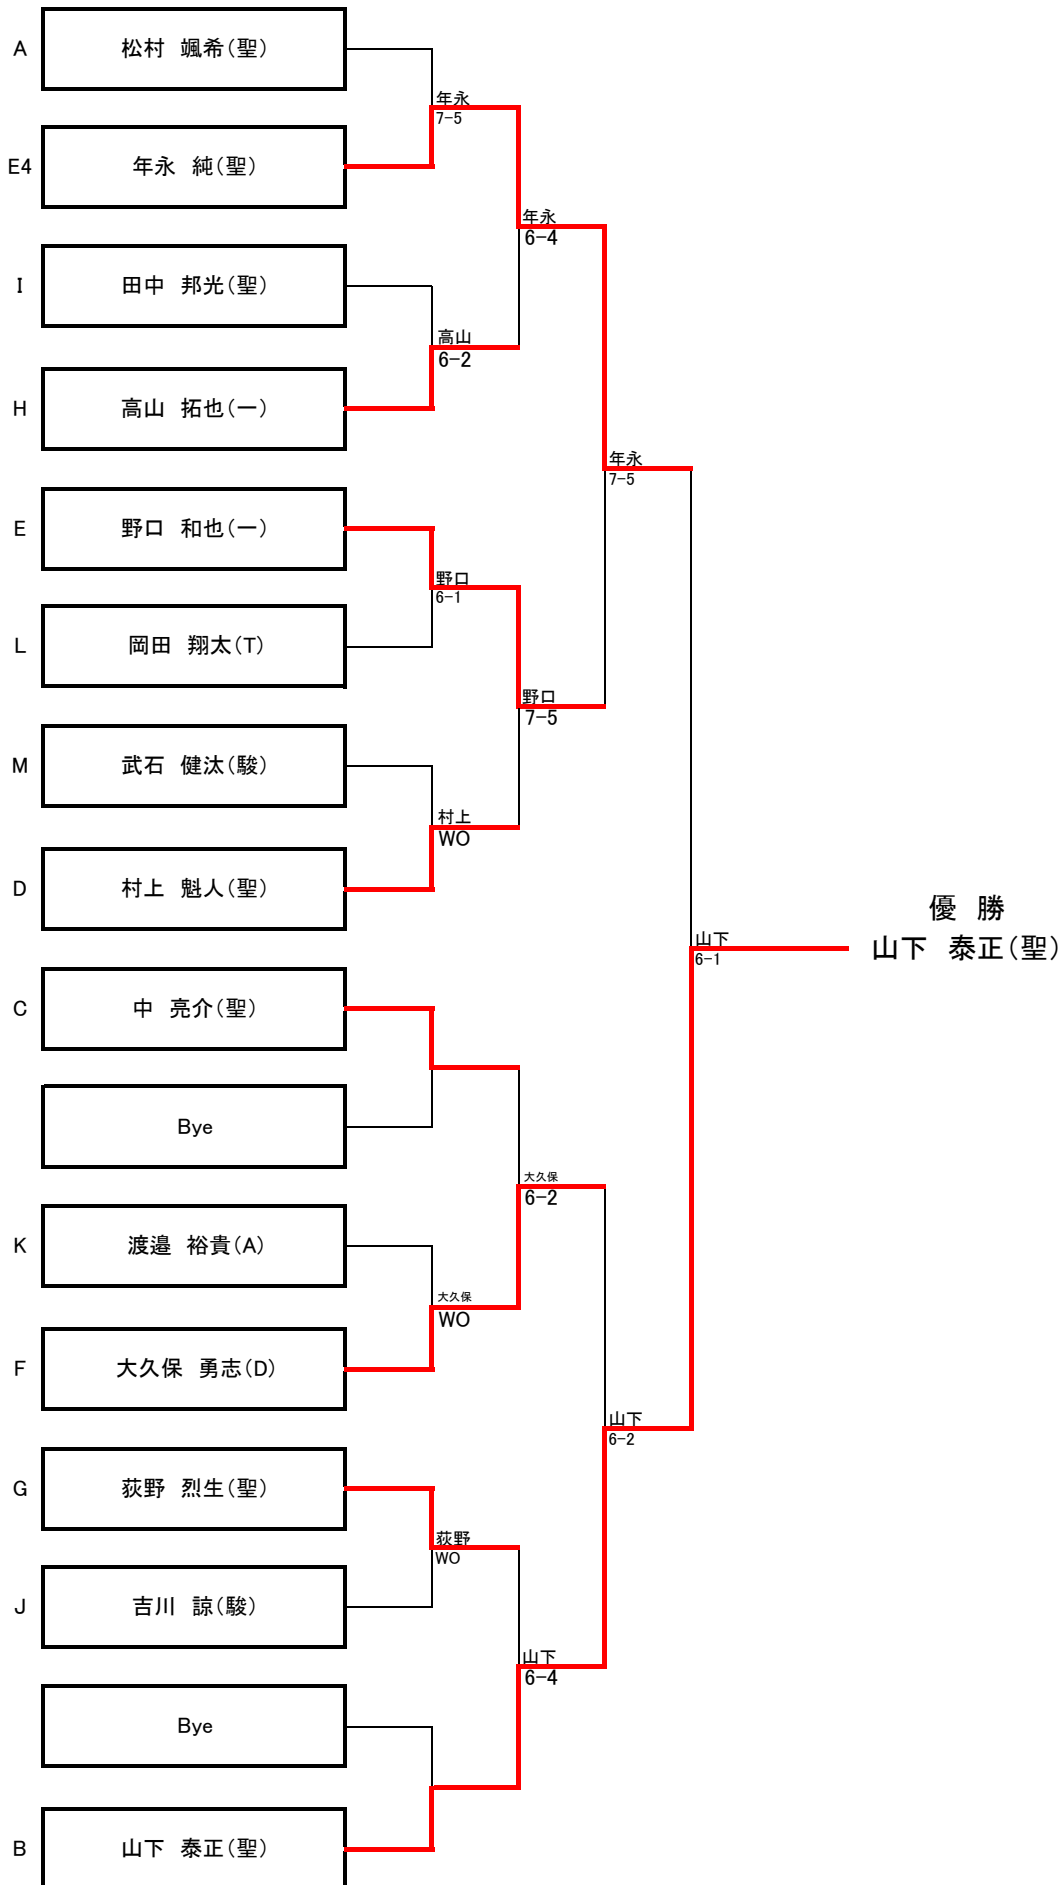 A 松村 颯希(聖)
年永
7-5
E4 年永 純(聖)
年永
6-4
I 田中 邦光(聖)
高山
6-2
H 高山 拓也(一)
年永
7-5
E 野口 和也(一)
野口
6-1
L 岡田 翔太(T)
野口
7-5
M 武石 健汰(駿)
村上
WO
D 村上 魁人(聖)
優 勝
山下 泰正(聖)
山下
6-1
C 中 亮介(聖)
Bye
大久保
6-2
K 渡邉 裕貴(A)
大久保
WO
F 大久保 勇志(D)
山下
6-2
G 荻野 烈生(聖)
荻野
WO
J 吉川 諒(駿)
山下
6-4
Bye
B 山下 泰正(聖)